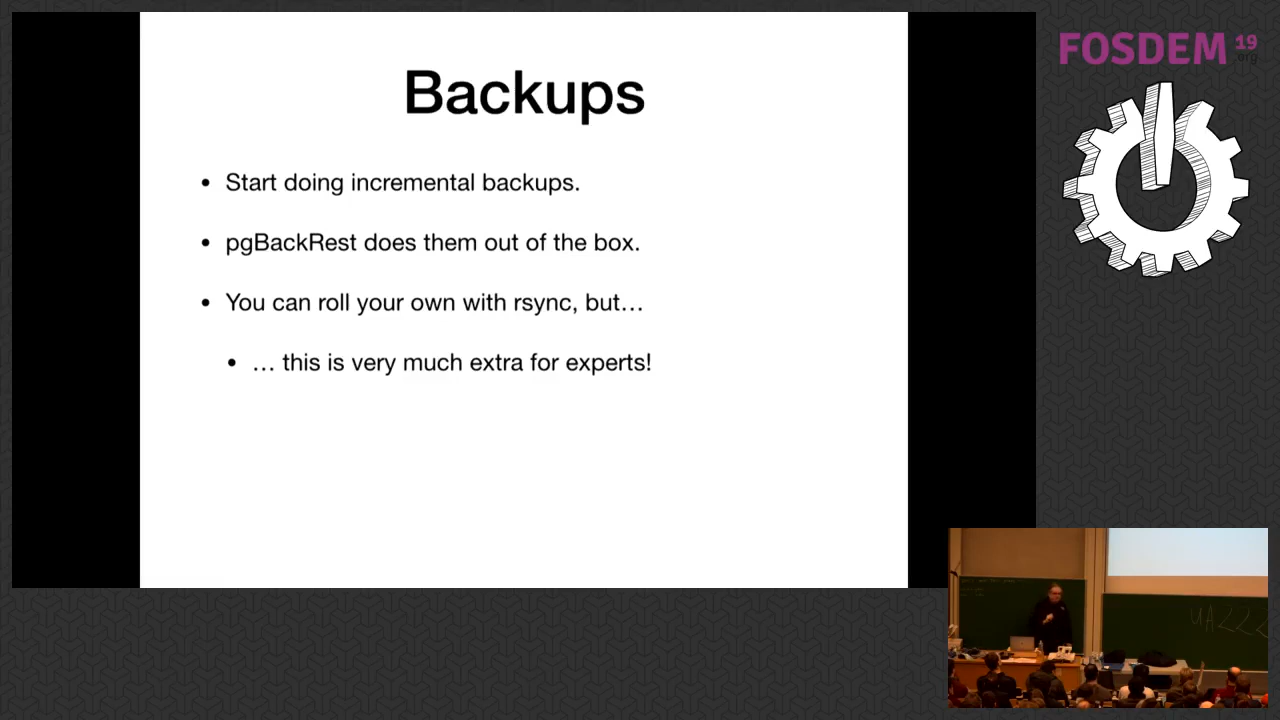 Backups
• Start doing incremental backups.
• pgBackRest does them out of the box.
• You can roll your own with rsync, but…
• … this is very much extra for experts!
FOSDEM 19
.org